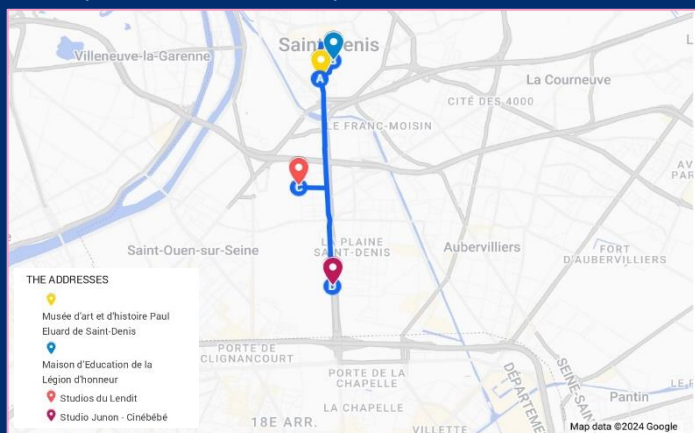 Villeneuve-la-Garenne
Saint-Denis
La Courneuve
CITÉ DES 4000
LE FRANC-MOISIN
Saint-Ouen-sur-Seine
LA PLAINE
SAINT-DENIS
Aubervilliers
FORT
D'AUBERVILLIERS
THE ADDRESSES
Musée d'art et d'histoire Paul
Eluard de Saint-Denis
Maison d'Education de la
Légion d'honneur
Studios du Lendit
Studio Junon - Cinébébé
PORTE DE
CLIGNANCOURT
PORTE DE LA
CHAPELLE
LA CHAPELLE
18E ARR.
VILLETTE
DÉPARTEME
SEINE-SAIN
Pantin
Map data ©2024 Google
A